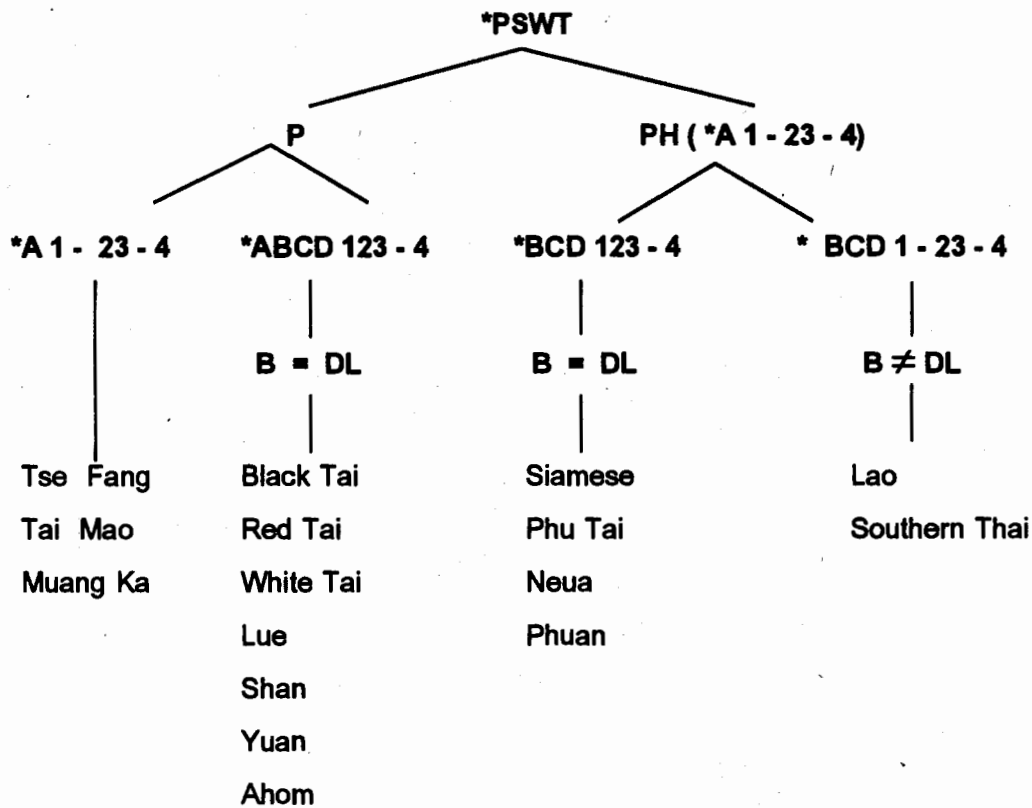 *PSWT
P PH ( *A 1 - 23 - 4)
*A 1 - 23 - 4 *ABCD 123 - 4 *BCD 123 - 4 * BCD 1 - 23 - 4
B = DL B = DL B ≠ DL
Tse Fang Black Tai Siamese Lao
Tai Mao Red Tai Phu Tai Southern Thai
Muang Ka White Tai Neua
Lue Phuan
Shan
Yuan
Ahom